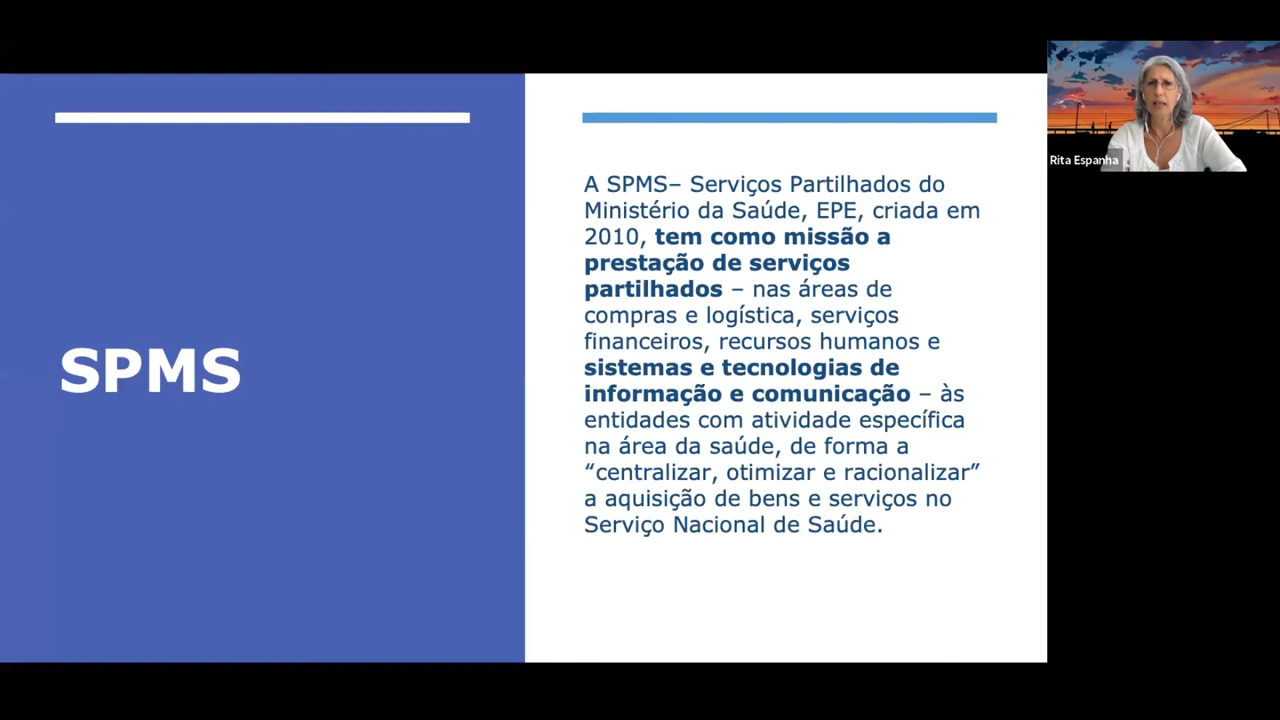 SPMS
A SPMS– Serviços Partilhados do
Ministério da Saúde, EPE, criada em
2010, tem como missão a
prestação de serviços
partilhados – nas áreas de
compras e logística, serviços
financeiros, recursos humanos e
sistemas e tecnologias de
informação e comunicação – às
entidades com atividade específica
na área da saúde, de forma a
“centralizar, otimizar e racionalizar”
a aquisição de bens e serviços no
Serviço Nacional de Saúde.
Rita Espanha